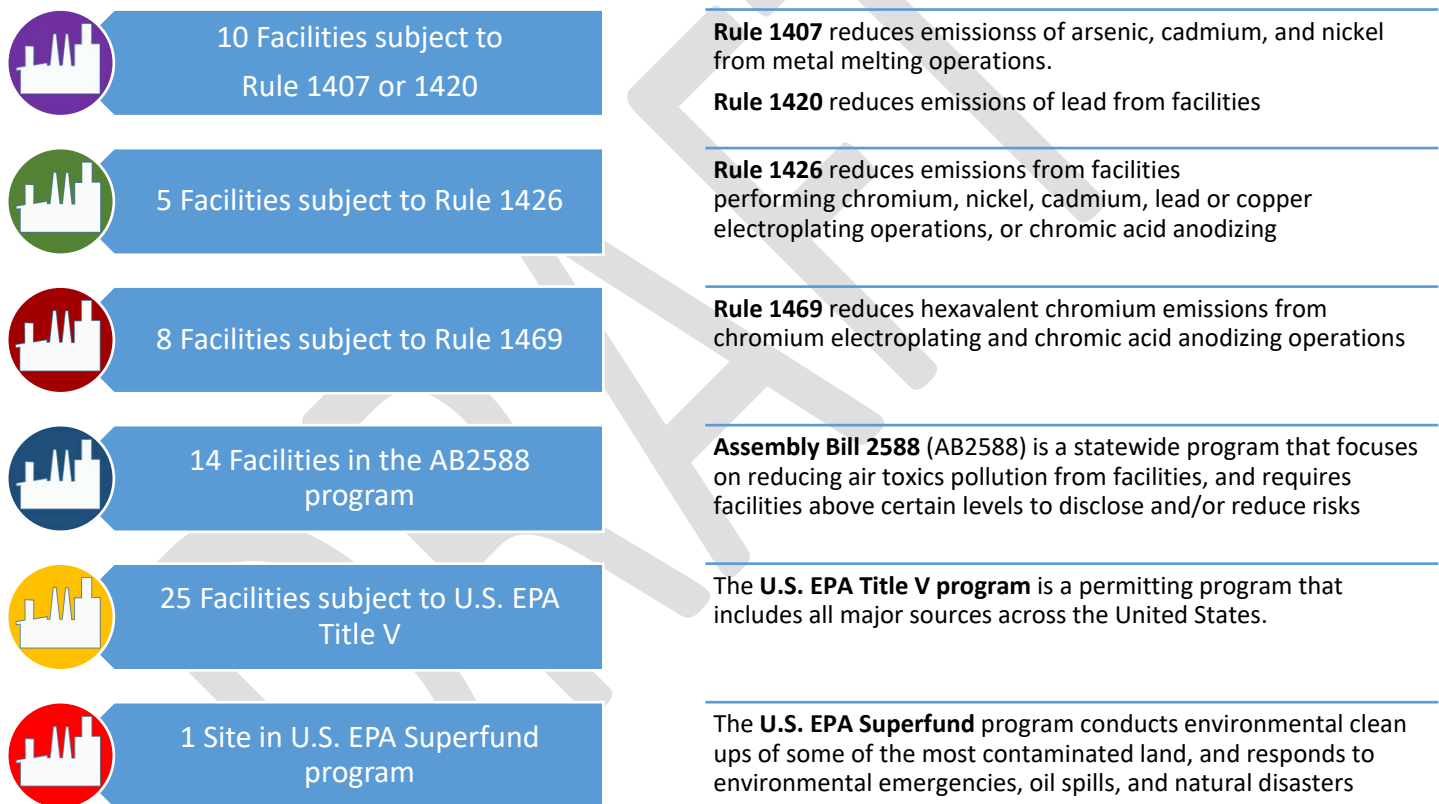 10 Facilities subject to
Rule 1407 or 1420
Rule 1407 reduces emissionss of arsenic, cadmium, and nickel
from metal melting operations.
Rule 1420 reduces emissions of lead from facilities
5 Facilities subject to Rule 1426
Rule 1426 reduces emissions from facilities
performing chromium, nickel, cadmium, lead or copper
electroplating operations, or chromic acid anodizing
8 Facilities subject to Rule 1469
Rule 1469 reduces hexavalent chromium emissions from
chromium electroplating and chromic acid anodizing operations
14 Facilities in the AB2588
program
Assembly Bill 2588 (AB2588) is a statewide program that focuses
on reducing air toxics pollution from facilities, and requires
facilities above certain levels to disclose and/or reduce risks
25 Facilities subject to U.S. EPA
Title V
The U.S. EPA Title V program is a permitting program that
includes all major sources across the United States.
1 Site in U.S. EPA Superfund
program
The U.S. EPA Superfund program conducts environmental clean
ups of some of the most contaminated land, and responds to
environmental emergencies, oil spills, and natural disasters
DRAFT